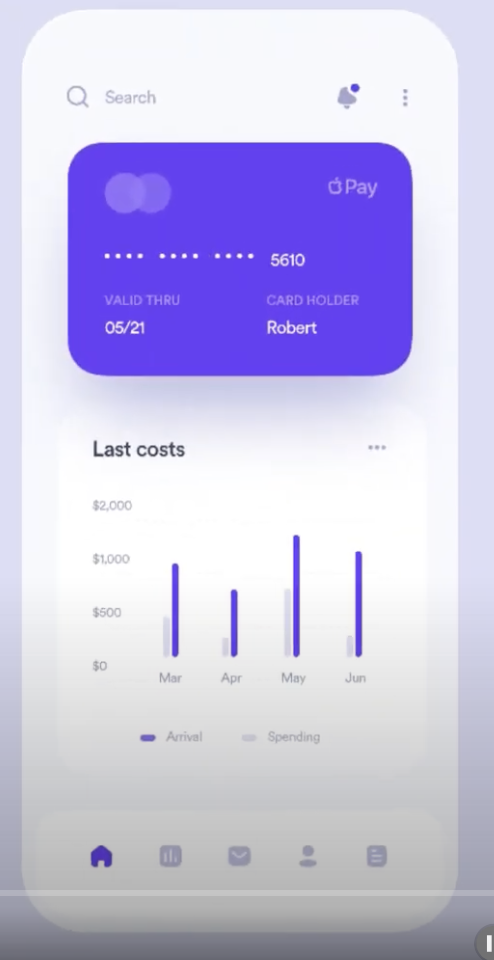 Search
Pay
•••• •••• •••• 5610
VALID THRU CARD HOLDER
05/21 Robert
Last costs
$2,000
$1,000
$500
$0
Mar Apr May Jun
Arrival Spending